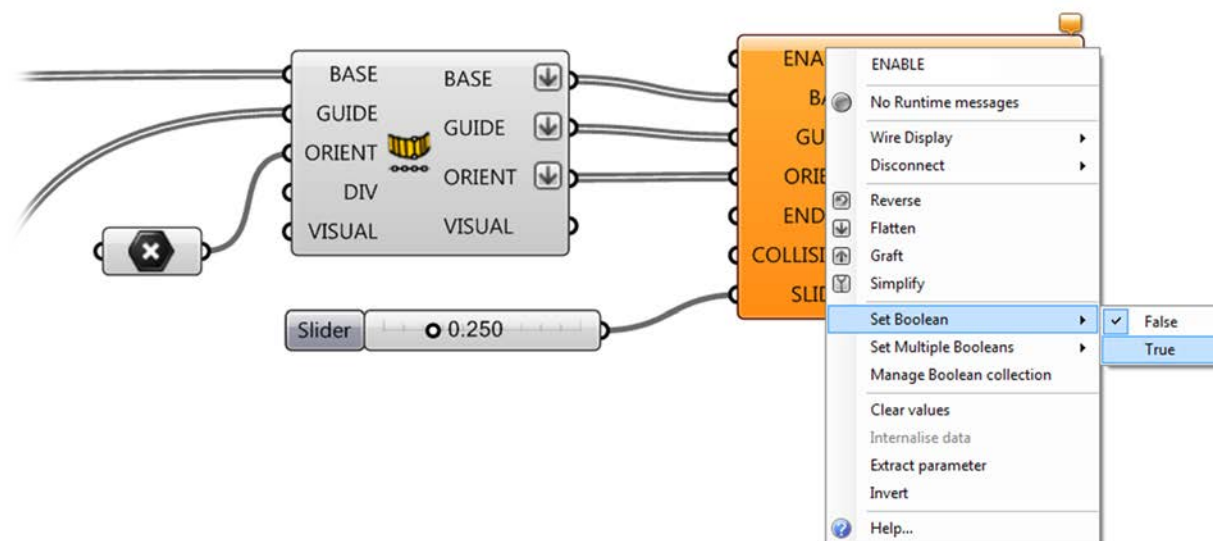 BASE
GUIDE
ORIENT
DIV
VISUAL
BASE
GUIDE
ORIENT
VISUAL
Slider
0.250
ENA
BA
GU
ORIE
END
COLLISI
SLID
ENABLE
No Runtime messages
Wire Display
Disconnect
Reverse
Flatten
Graft
Simplify
Set Boolean
Set Multiple Booleans
Manage Boolean collection
Clear values
Internalise data
Extract parameter
Invert
Help...
False
True